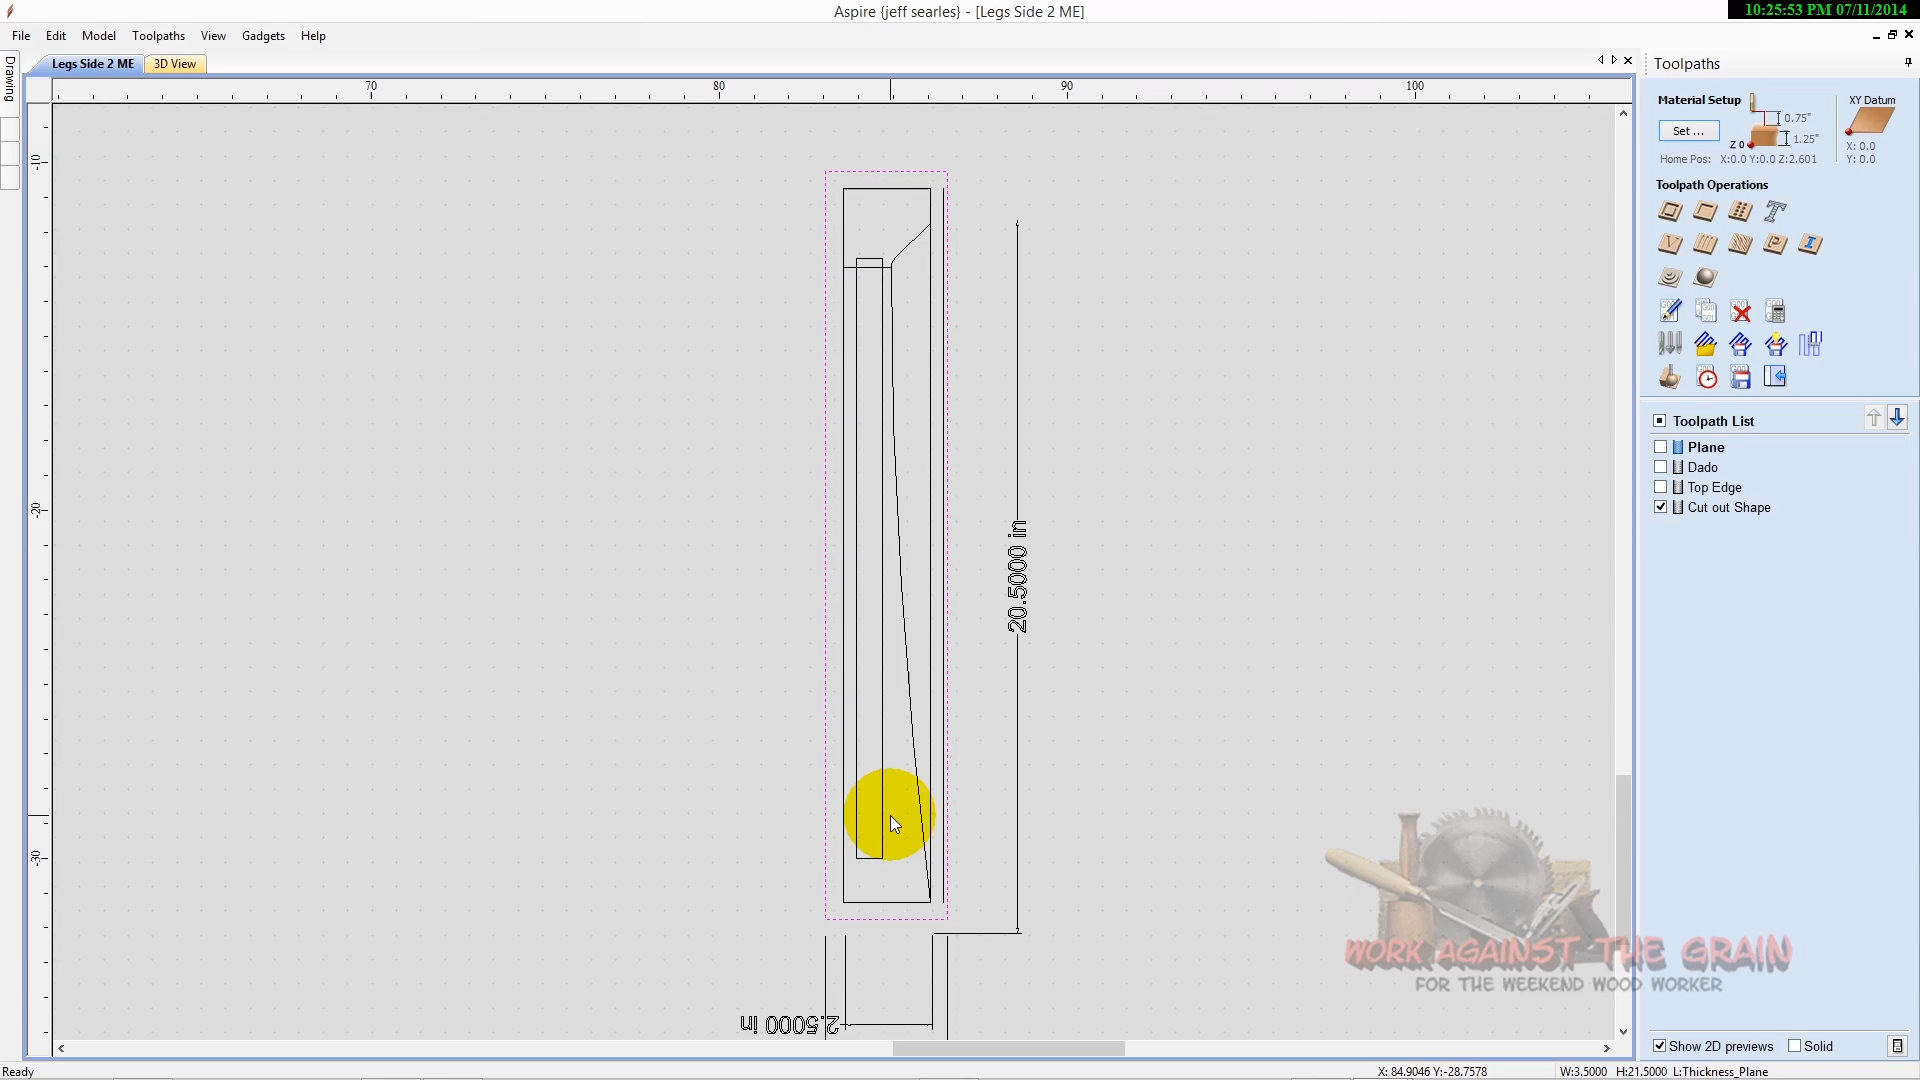 Aspire {jeff searles} - [Legs Side 2 ME]
10:25:53 PM 07/11/2014
File Edit Model Toolpaths View Gadgets Help
Drawing
Legs Side 2 ME
3D View
Toolpaths
70 80 90 100
-10
-20
-30
Material Setup
Set ...
0.75"
1.25"
Z 0
XY Datum
X: 0.0
Y: 0.0
Home Pos: X:0.0 Y:0.0 Z:2.601
Toolpath Operations
Toolpath List
Plane
Dado
Top Edge
Cut out Shape
20.5000 in
2.5000 in
WORK AGAINST THE GRAIN
FOR THE WEEKEND WOOD WORKER
Show 2D previews
Solid
Ready
X: 84.9046 Y:-28.7578
W:3.5000 H:21.5000 L:Thickness_Plane